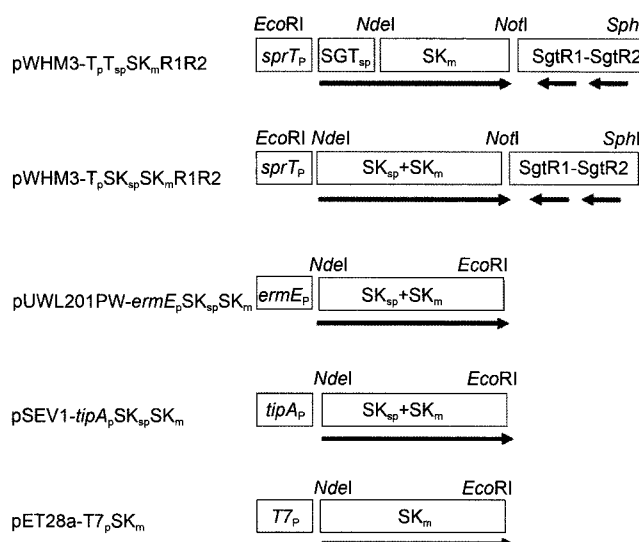 EcoRI NdeI NotI SphI
pWHM3-TpTspSKmR1R2 sprTP SGTsp SKm SgtR1-SgtR2
EcoRI NdeI NotI SphI
pWHM3-TpSKspSKmR1R2 sprTP SKsp+SKm SgtR1-SgtR2
NdeI EcoRI
pUWL201PW-ermEpSKspSKm ermEP SKsp+SKm
NdeI EcoRI
pSEV1-tipApSKspSKm tipAP SKsp+SKm
NdeI EcoRI
pET28a-T7pSKm T7P SKm